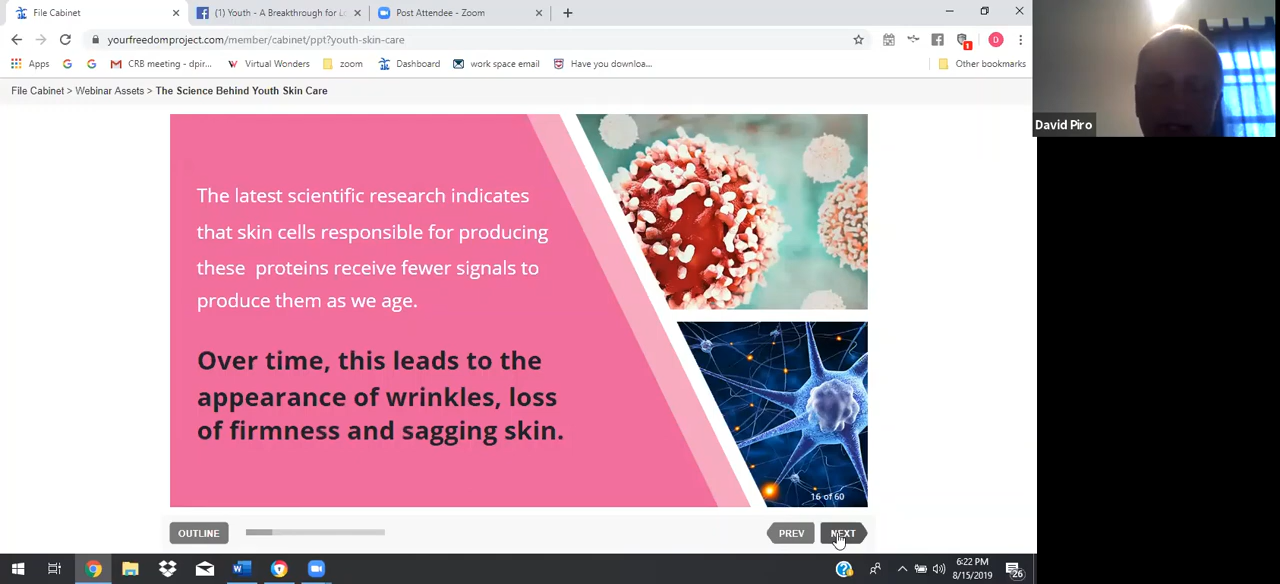 File Cabinet
(1) Youth - A Breakthrough for L
Post Attendee - Zoom
yourfreedomproject.com/member/cabinet/ppt?youth-skin-care
1
D
Apps
CRB meeting - dpir...
Virtual Wonders
zoom
Dashboard
work space email
Have you downloa...
Other bookmarks
File Cabinet > Webinar Assets > The Science Behind Youth Skin Care
David Piro
The latest scientific research indicates
that skin cells responsible for producing
these proteins receive fewer signals to
produce them as we age.
Over time, this leads to the
appearance of wrinkles, loss
of firmness and sagging skin.
16 of 60
OUTLINE
PREV
NEXT
6:22 PM
8/15/2019
26